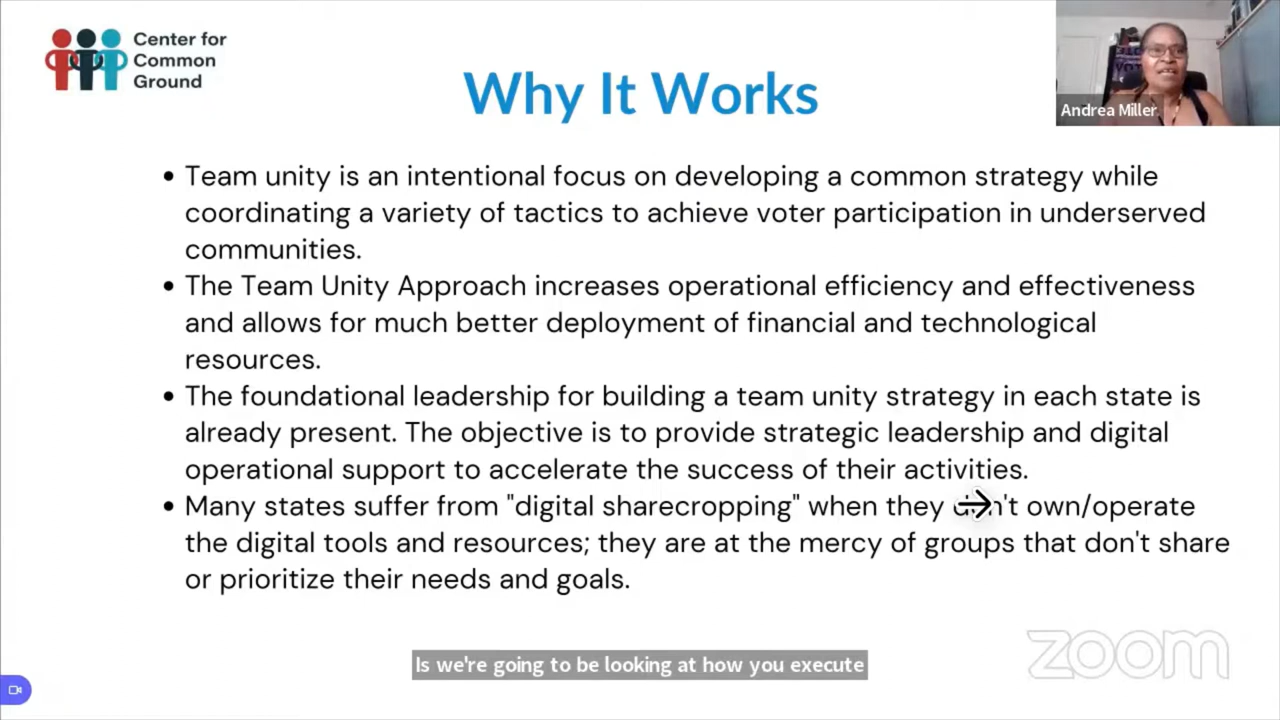 Center for
Common
Ground
Why It Works
Andrea Miller
• Team unity is an intentional focus on developing a common strategy while
coordinating a variety of tactics to achieve voter participation in underserved
communities.
• The Team Unity Approach increases operational efficiency and effectiveness
and allows for much better deployment of financial and technological
resources.
• The foundational leadership for building a team unity strategy in each state is
already present. The objective is to provide strategic leadership and digital
operational support to accelerate the success of their activities.
• Many states suffer from "digital sharecropping" when they own/operate
the digital tools and resources; they are at the mercy of groups that don't share
or prioritize their needs and goals.
Is we're going to be looking at how you execute
zoom